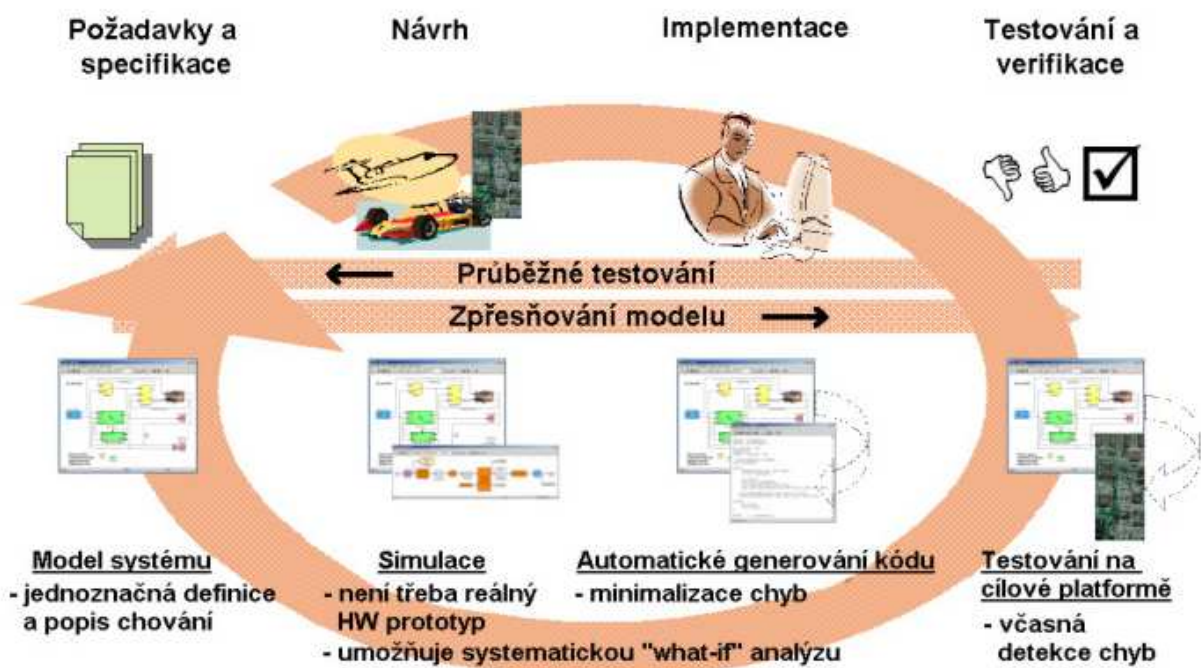 Požadavky a
specifikace
Návrh
Implementace
Testování a
verifikace
Průběžné testování
Zpřesňování modelu
Model systému
- jednoznačná definice
a popis chování
Simulace
- není třeba reálný
HW prototyp
- umožňuje systematickou "what-if" analýzu
Automatické generování kódu
- minimalizace chyb
Testování na
cílové platformě
- včasná
detekce chyb